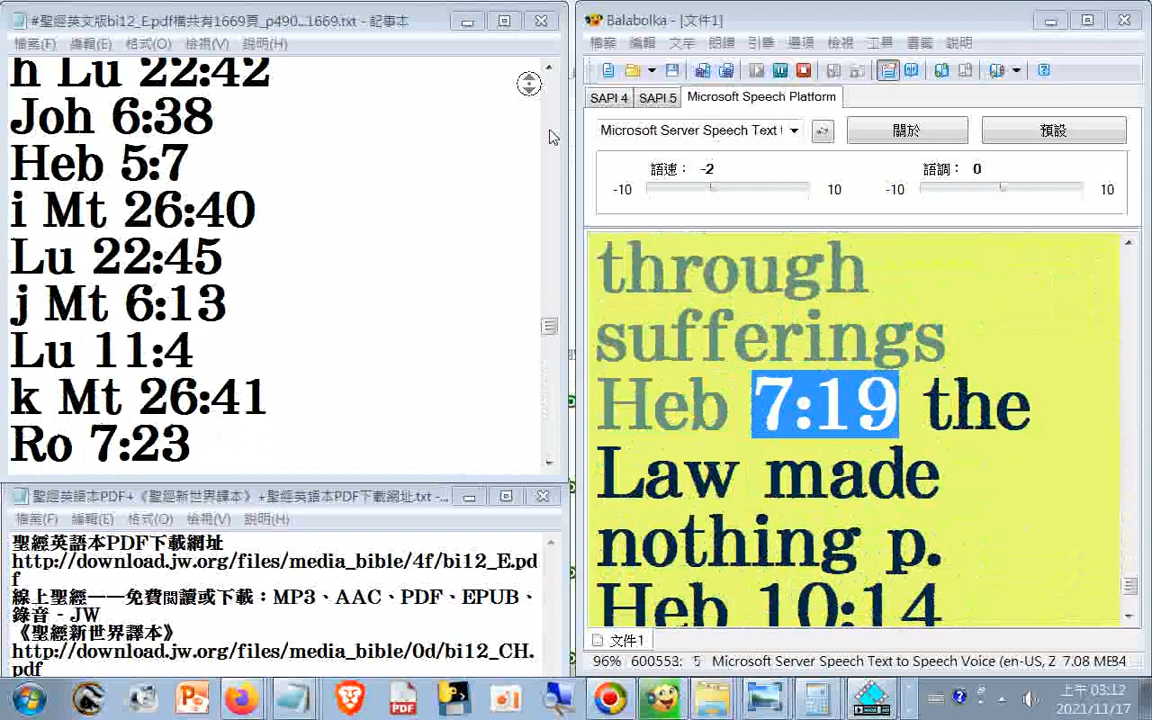 #聖經英文版bi12_E.pdf橫共有1669頁_p490...1669.txt - 記事本
檔案(F) 編輯(E) 格式(O) 檢視(V) 說明(H)
h Lu 22:42
Joh 6:38
Heb 5:7
i Mt 26:40
Lu 22:45
j Mt 6:13
Lu 11:4
k Mt 26:41
Ro 7:23
聖經英語本PDF+《聖經新世界譯本》+聖經英語本PDF下載網址.txt -...
檔案(F) 編輯(E) 格式(O) 檢視(V) 說明(H)
聖經英語本PDF下載網址
http://download.jw.org/files/media_bible/4f/bi12_E.pd
f
線上聖經——免費閱讀或下載：MP3、AAC、PDF、EPUB、
錄音 - JW
《聖經新世界譯本》
http://download.jw.org/files/media_bible/0d/bi12_CH.
pdf
Balabolka - [文件1]
檔案 編輯 文字 朗讀 引擎 選項 檢視 工具 書籤 說明
SAPI 4 SAPI 5 Microsoft Speech Platform
Microsoft Server Speech Text 關於 預設
語速： -2 語調： 0
-10 10 -10 10
through
sufferings
Heb 7:19 the
Law made
nothing p.
Heb 10:14
文件1
96% 600553: Microsoft Server Speech Text to Speech Voice (en-US, Z 7.08 MB
PDF
上午 03:12
2021/11/17